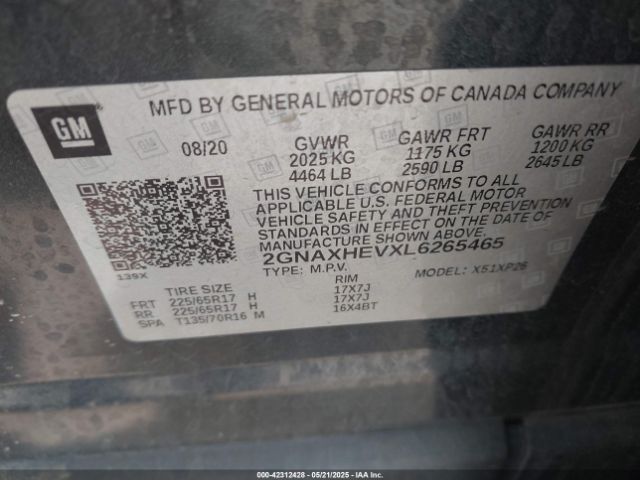 GM
MFD BY GENERAL MOTORS OF CANADA COMPANY
08/20 GVWR GAWR FRT GAWR RR
2025 KG 1175 KG 1200 KG
4464 LB 2590 LB 2645 LB
THIS VEHICLE CONFORMS TO ALL
APPLICABLE U.S. FEDERAL MOTOR
VEHICLE SAFETY AND THEFT PREVENTION
STANDARDS IN EFFECT ON THE DATE OF
MANUFACTURE SHOWN ABOVE.
2GNAXHEVXL6265465
139X
TYPE: M.P.V. MODEL: X51XP26
TIRE SIZE RIM
FRT 225/65R17 H 17X7J
RR 225/65R17 H 17X7J
SPA T135/70R16 M 16X4BT
000-42312428 - 05/21/2025 - IAAI, Inc.